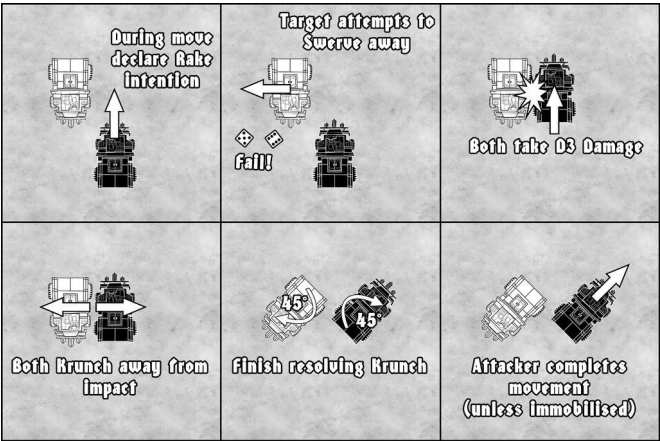 During move
declare Rake
intention
Target attempts to
Swerve away
Fail!
Both take D3 Damage
Both Krunch away from
impact
45°
45°
Finish resolving Krunch
Attacker completes
movement
(unless immobilised)